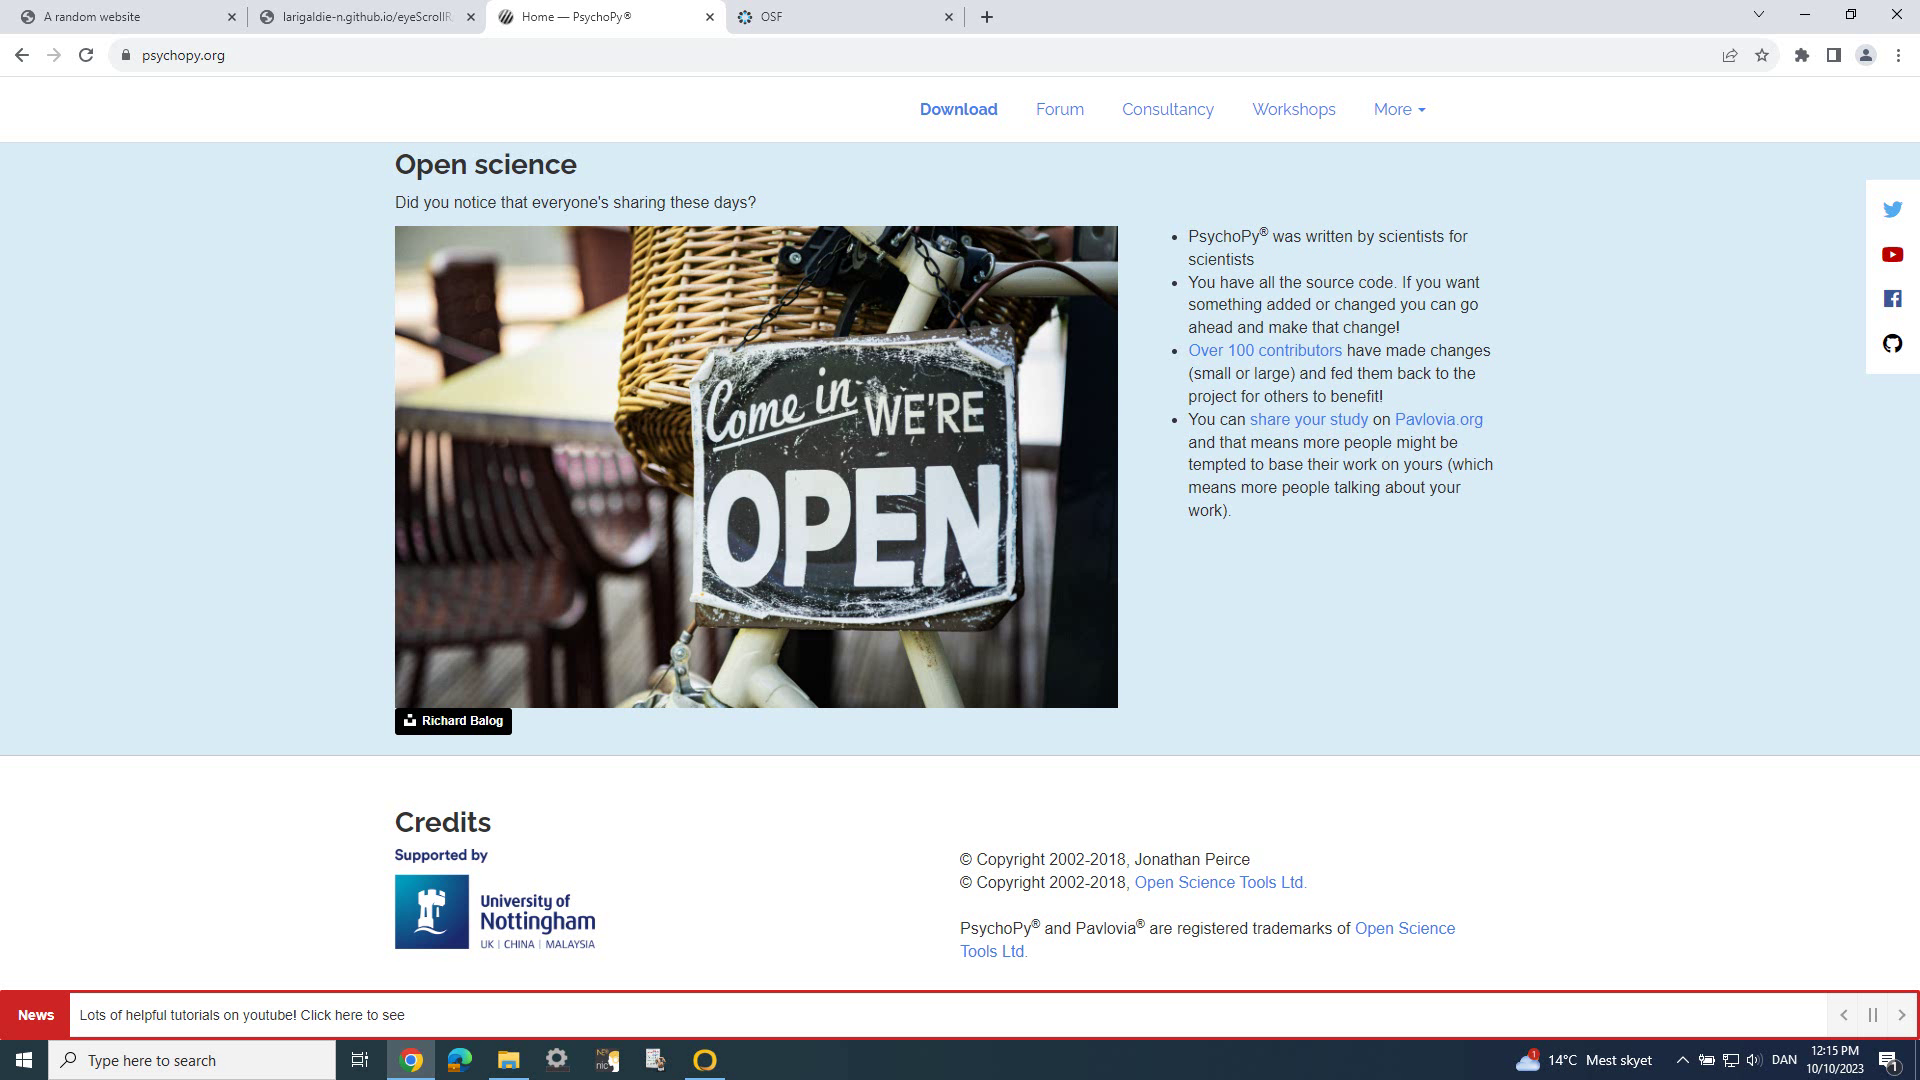 A random website
larigaldie-n.github.io/eyeScrollR
Home — PsychoPy®
OSF
psychopy.org
Download
Forum
Consultancy
Workshops
More
Open science
Did you notice that everyone's sharing these days?
Come in WE'RE
OPEN
Richard Balog
• PsychoPy® was written by scientists for
scientists
• You have all the source code. If you want
something added or changed you can go
ahead and make that change!
• Over 100 contributors have made changes
(small or large) and fed them back to the
project for others to benefit!
• You can share your study on Pavlovia.org
and that means more people might be
tempted to base their work on yours (which
means more people talking about your
work).
Credits
Supported by
University of
Nottingham
UK | CHINA | MALAYSIA
© Copyright 2002-2018, Jonathan Peirce
© Copyright 2002-2018, Open Science Tools Ltd.
PsychoPy® and Pavlovia® are registered trademarks of Open Science
Tools Ltd.
News
Lots of helpful tutorials on youtube! Click here to see
Type here to search
1
14°C Mest skyet
DAN
12:15 PM
10/10/2023
1